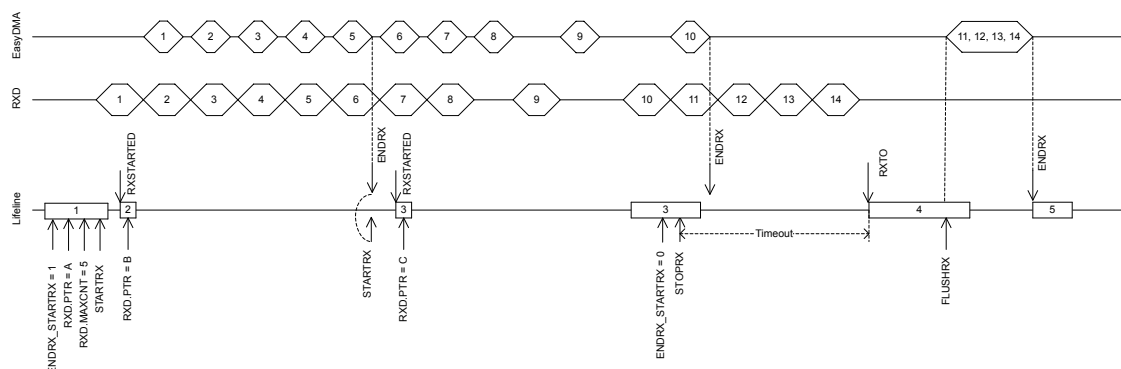 EasyDMA
1 2 3 4 5 6 7 8 9 10 11, 12, 13, 14
RXD
1 2 3 4 5 6 7 8 9 10 11 12 13 14
RXSTARTED
ENDRX
RXSTARTED
ENDRX
RXTO
ENDRX
Lifeline
1 2 3 3 4 5
Timeout
ENDRX_STARTRX = 1
RXD.PTR = A
RXD.MAXCNT = 5
STARTRX
RXD.PTR = B
STARTRX
RXD.PTR = C
ENDRX_STARTRX = 0
STOPRX
FLUSHRX